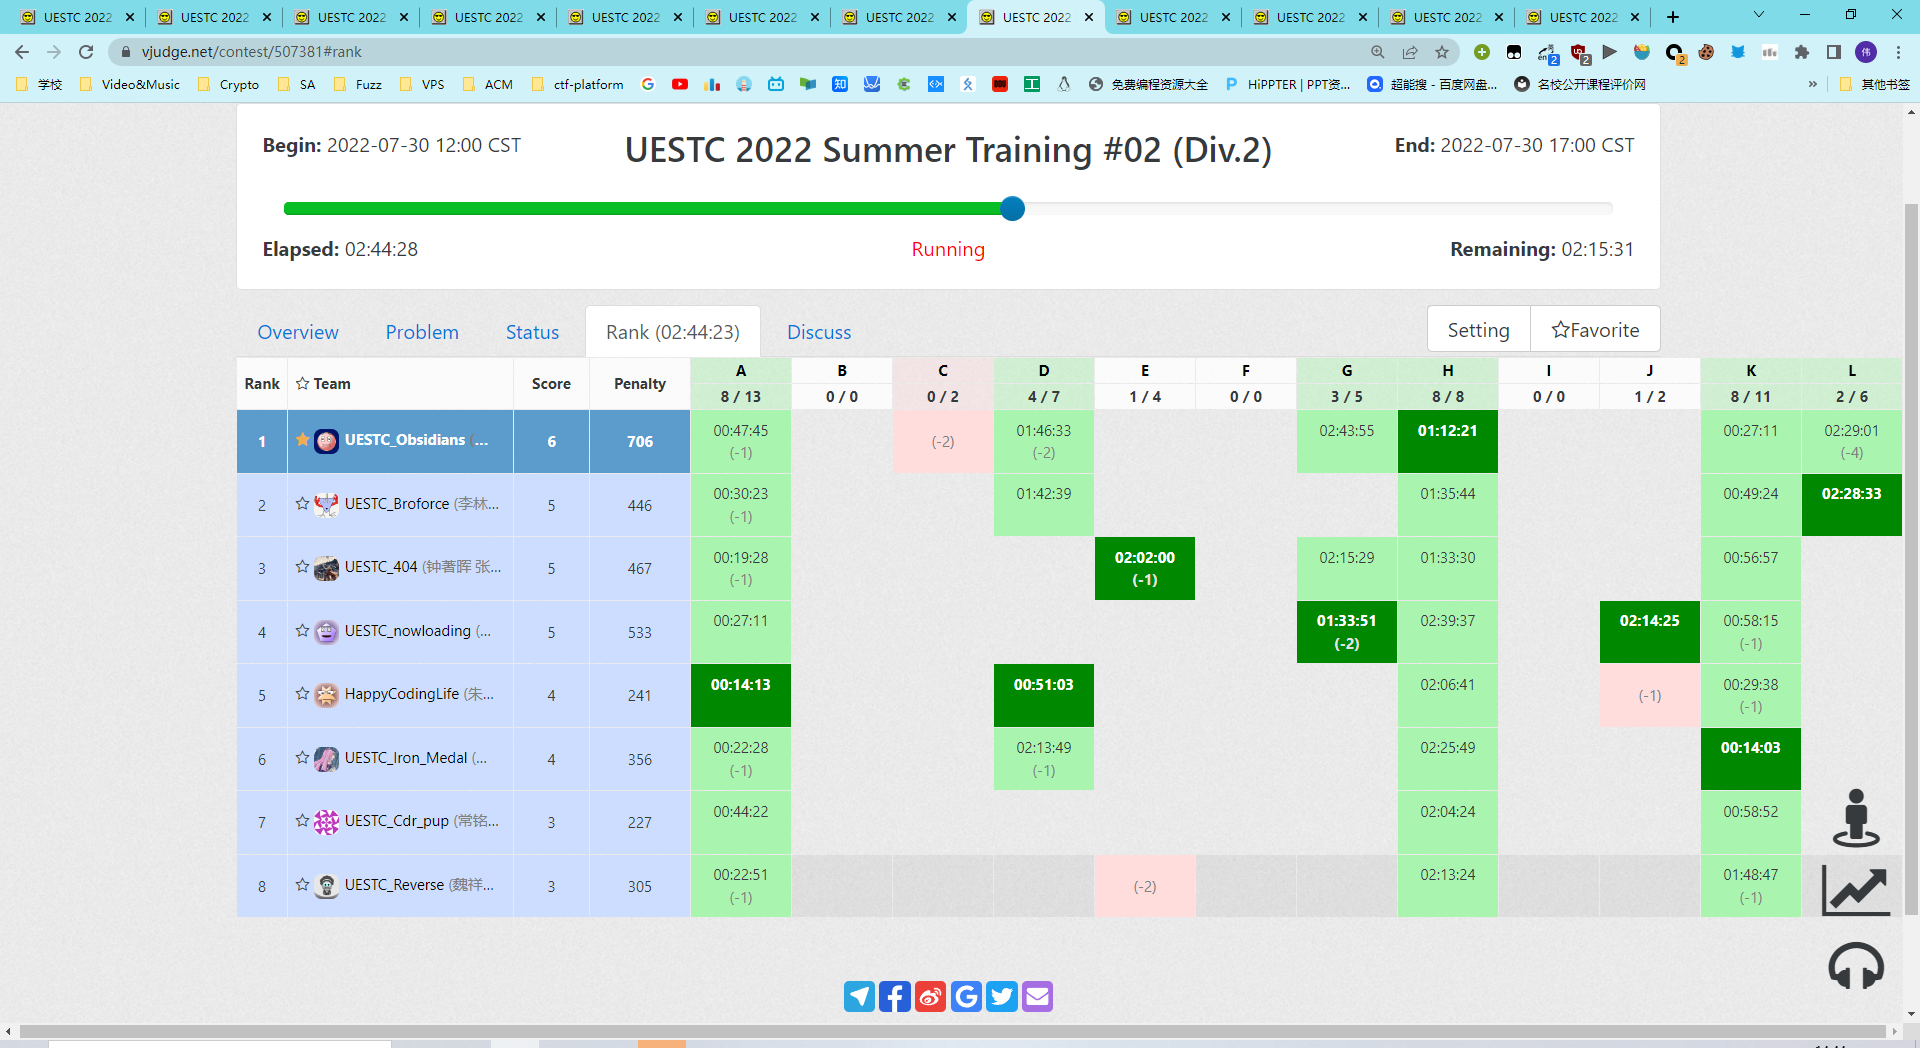 UESTC 2022 UESTC 2022 UESTC 2022 UESTC 2022 UESTC 2022 UESTC 2022 UESTC 2022 UESTC 2022 UESTC 2022 UESTC 2022 UESTC 2022 UESTC 2022
vjudge.net/contest/507381#rank
学校 Video&Music Crypto SA Fuzz VPS ACM ctf-platform 免费编程资源大全 HiPPTER | PPT资... 超能搜 - 百度网盘... 名校公开课程评价网 » 其他书签
Begin: 2022-07-30 12:00 CST
UESTC 2022 Summer Training #02 (Div.2)
End: 2022-07-30 17:00 CST
Elapsed: 02:44:28
Running
Remaining: 02:15:31
Overview Problem Status Rank (02:44:23) Discuss Setting Favorite
Rank Team Score Penalty A B C D E F G H I J K L
8 / 13 0 / 0 0 / 2 4 / 7 1 / 4 0 / 0 3 / 5 8 / 8 0 / 0 1 / 2 8 / 11 2 / 6
1 UESTC_Obsidians (... 6 706 00:47:45 (-1) (-2) 01:46:33 (-2) 02:43:55 01:12:21 00:27:11 02:29:01 (-4)
2 UESTC_Broforce (李林... 5 446 00:30:23 (-1) 01:42:39 01:35:44 00:49:24 02:28:33
3 UESTC_404 (钟著晖 张... 5 467 00:19:28 (-1) 02:02:00 (-1) 02:15:29 01:33:30 00:56:57
4 UESTC_nowloading (... 5 533 00:27:11 01:33:51 (-2) 02:39:37 02:14:25 00:58:15 (-1)
5 HappyCodingLife (朱... 4 241 00:14:13 00:51:03 02:06:41 (-1) 00:29:38 (-1)
6 UESTC_Iron_Medal (... 4 356 00:22:28 (-1) 02:13:49 (-1) 02:25:49 00:14:03
7 UESTC_Cdr_pup (常铭... 3 227 00:44:22 02:04:24 00:58:52
8 UESTC_Reverse (魏祥... 3 305 00:22:51 (-1) (-2) 02:13:24 01:48:47 (-1)